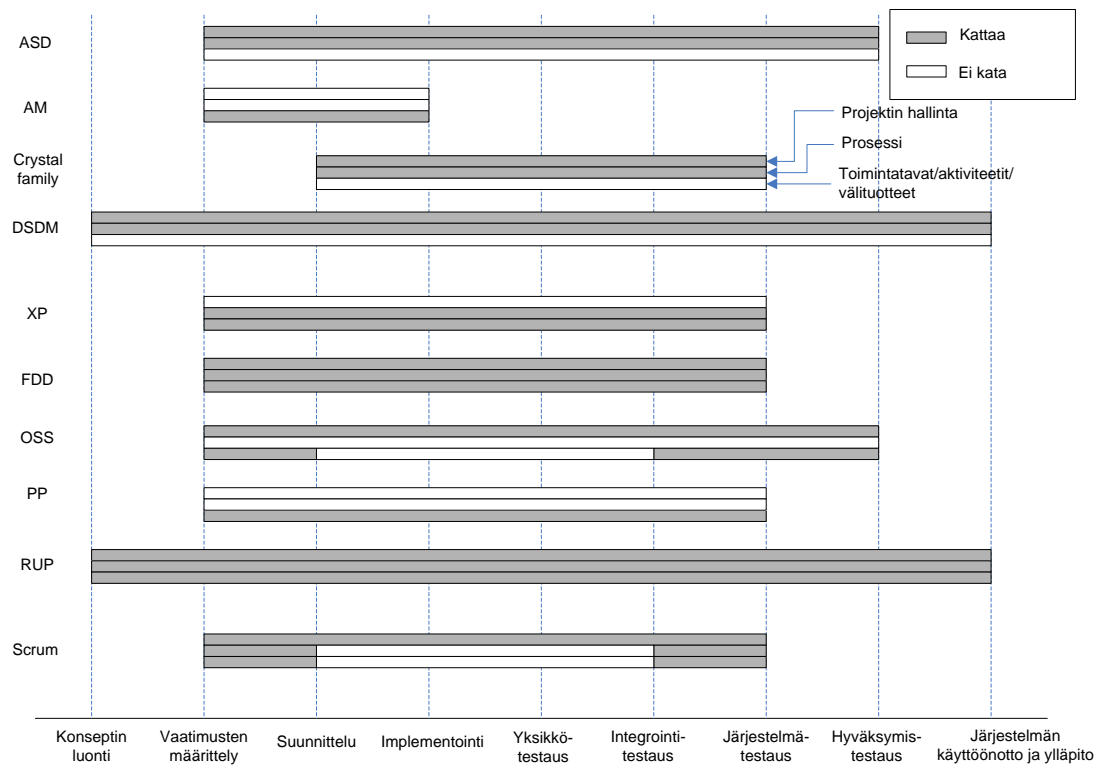 ASD
Kattaa
Ei kata
AM
Projektin hallinta
Crystal
family
Prosessi
Toimintatavat/aktiviteetit/
välituotteet
DSDM
XP
FDD
OSS
PP
RUP
Scrum
Konseptin
luonti
Vaatimusten
määrittely
Suunnittelu
Implementointi
Yksikkö-
testaus
Integrointi-
testaus
Järjestelmä-
testaus
Hyväksymis-
testaus
Järjestelmän
käyttöönotto ja ylläpito